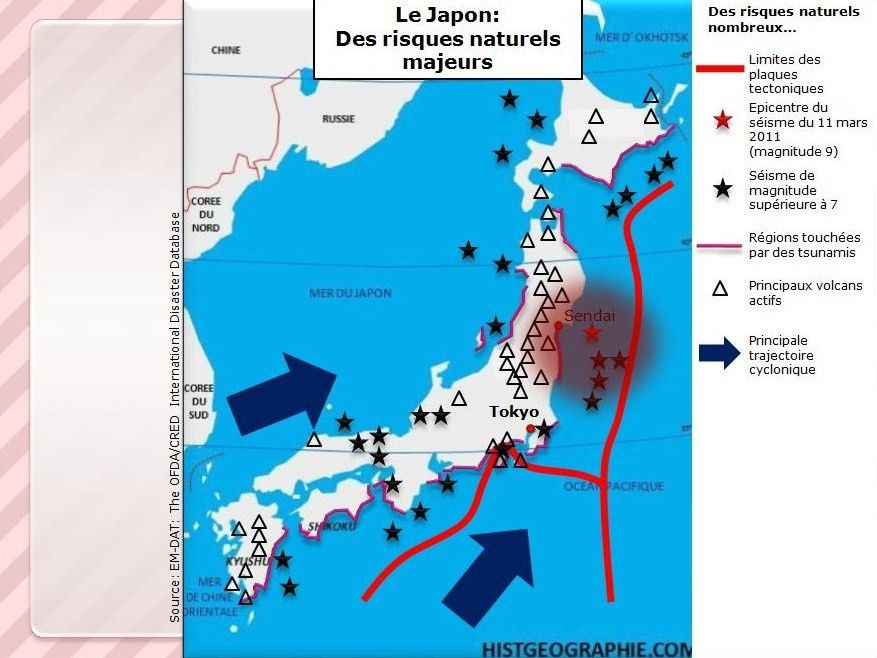 Le Japon:
Des risques naturels
majeurs
Des risques naturels
nombreux...
Limites des
plaques
tectoniques
Epicentre du
séisme du 11 mars
2011
(magnitude 9)
Séisme de
magnitude
supérieure à 7
Régions touchées
par des tsunamis
Principaux volcans
actifs
Principale
trajectoire
cyclonique
CHINE
MER D' OKHOTSK
45°
RUSSIE
COREE
DU
NORD
40°
MER DU JAPON
Sendai
COREE
DU
SUD
Tokyo
35°
OCEAN PACIFIQUE
SHIKOKU
KYUSHU
MER
DE CHINE
ORIENTALE
HISTGEOGRAPHIE.COM
Source: EM-DAT: The OFDA/CRED International Disaster Database